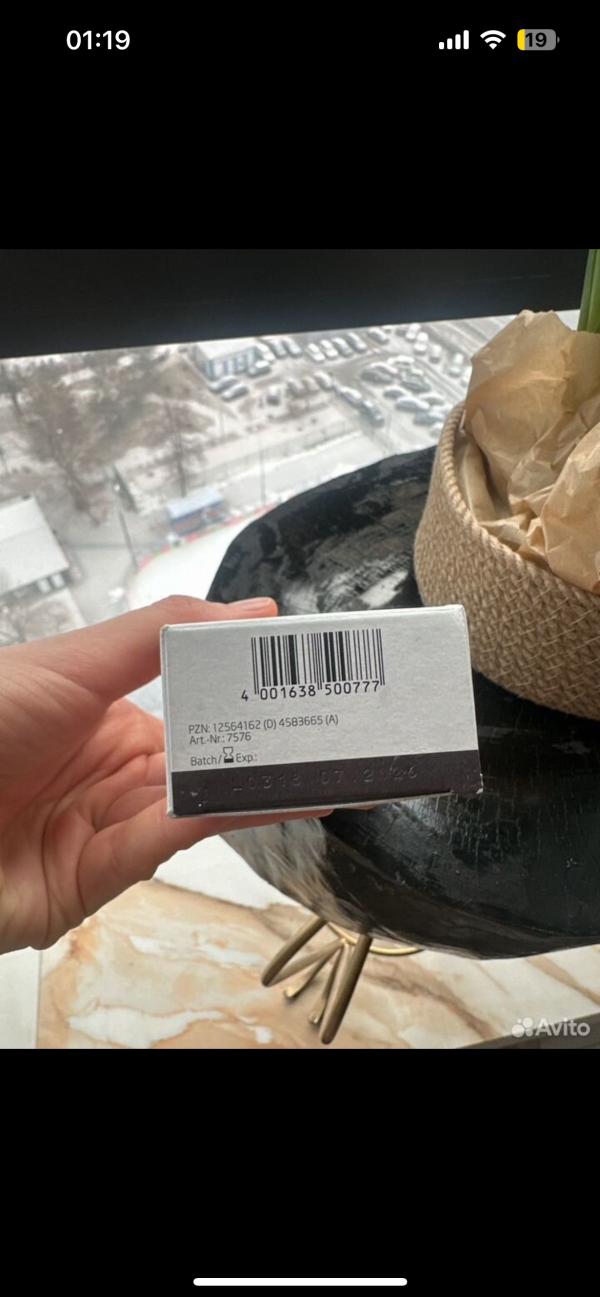 01:19
19
4 001638 500777
PZN: 12564162 (D) 4583665 (A)
Art.-Nr.: 7576
Batch/ Exp.:
Avito